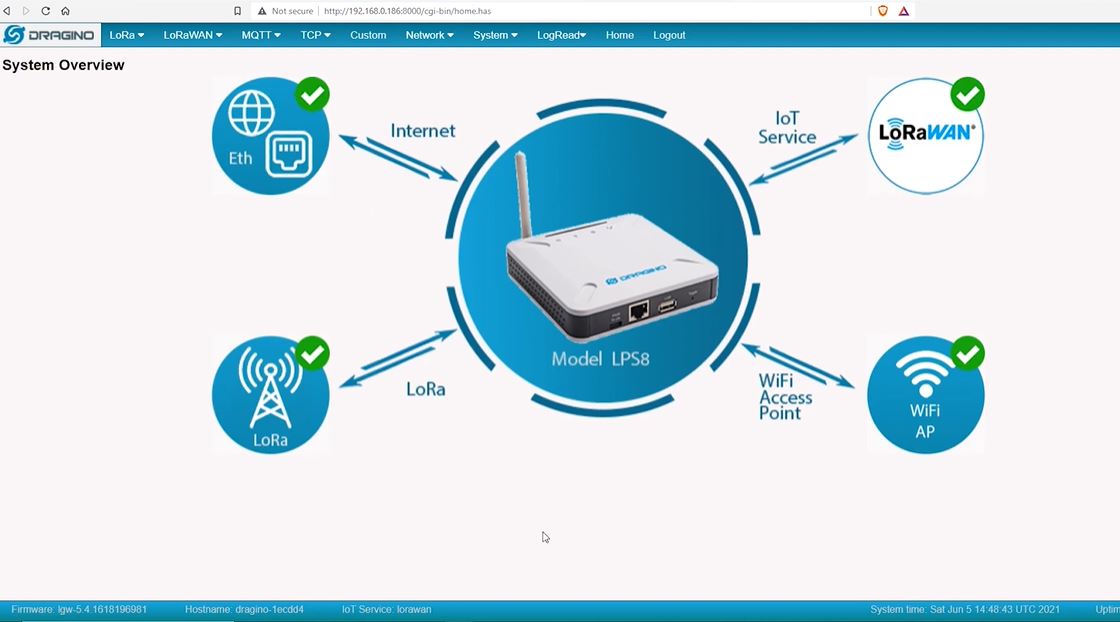 Not secure http://192.168.0.186:8000/cgi-bin/home.has
DRAGINO LoRa LoRaWAN MQTT TCP Custom Network System LogRead Home Logout
System Overview
Eth
Internet
IoT
Service
LoRaWAN®
DRAGINO
Model LPS8
LoRa
LoRa
WiFi
Access
Point
WiFi
AP
Firmware: lgw-5.4.1618196981 Hostname: dragino-1ecdd4 IoT Service: lorawan System time: Sat Jun 5 14:48:43 UTC 2021